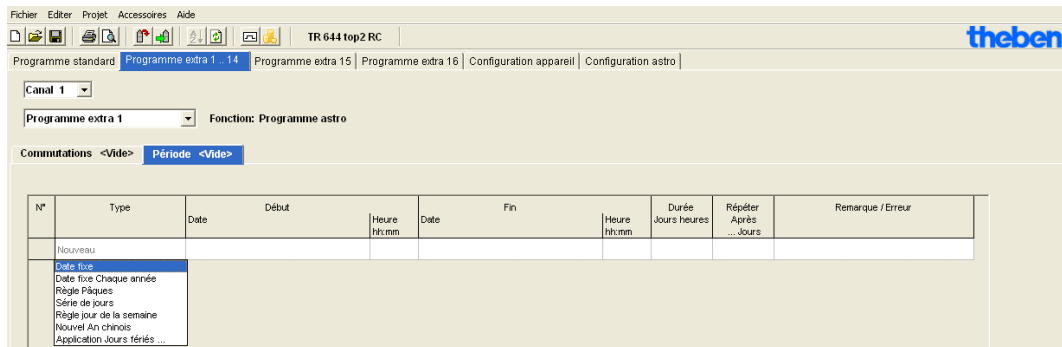 Fichier Editer Projet Accessoires Aide
TR 644 top2 RC
theben
Programme standard Programme extra 1 .. 14 Programme extra 15 Programme extra 16 Configuration appareil Configuration astro
Canal 1
Programme extra 1 Fonction: Programme astro
Commutations <Vide> Période <Vide>
N° Type Début Fin Durée Répéter Remarque / Erreur
Date Heure Date Heure Jours heures Après
hh:mm hh:mm ... Jours
Nouveau
Date fixe
Date fixe Chaque année
Règle Pâques
Série de jours
Règle jour de la semaine
Nouvel An chinois
Application Jours fériés ...